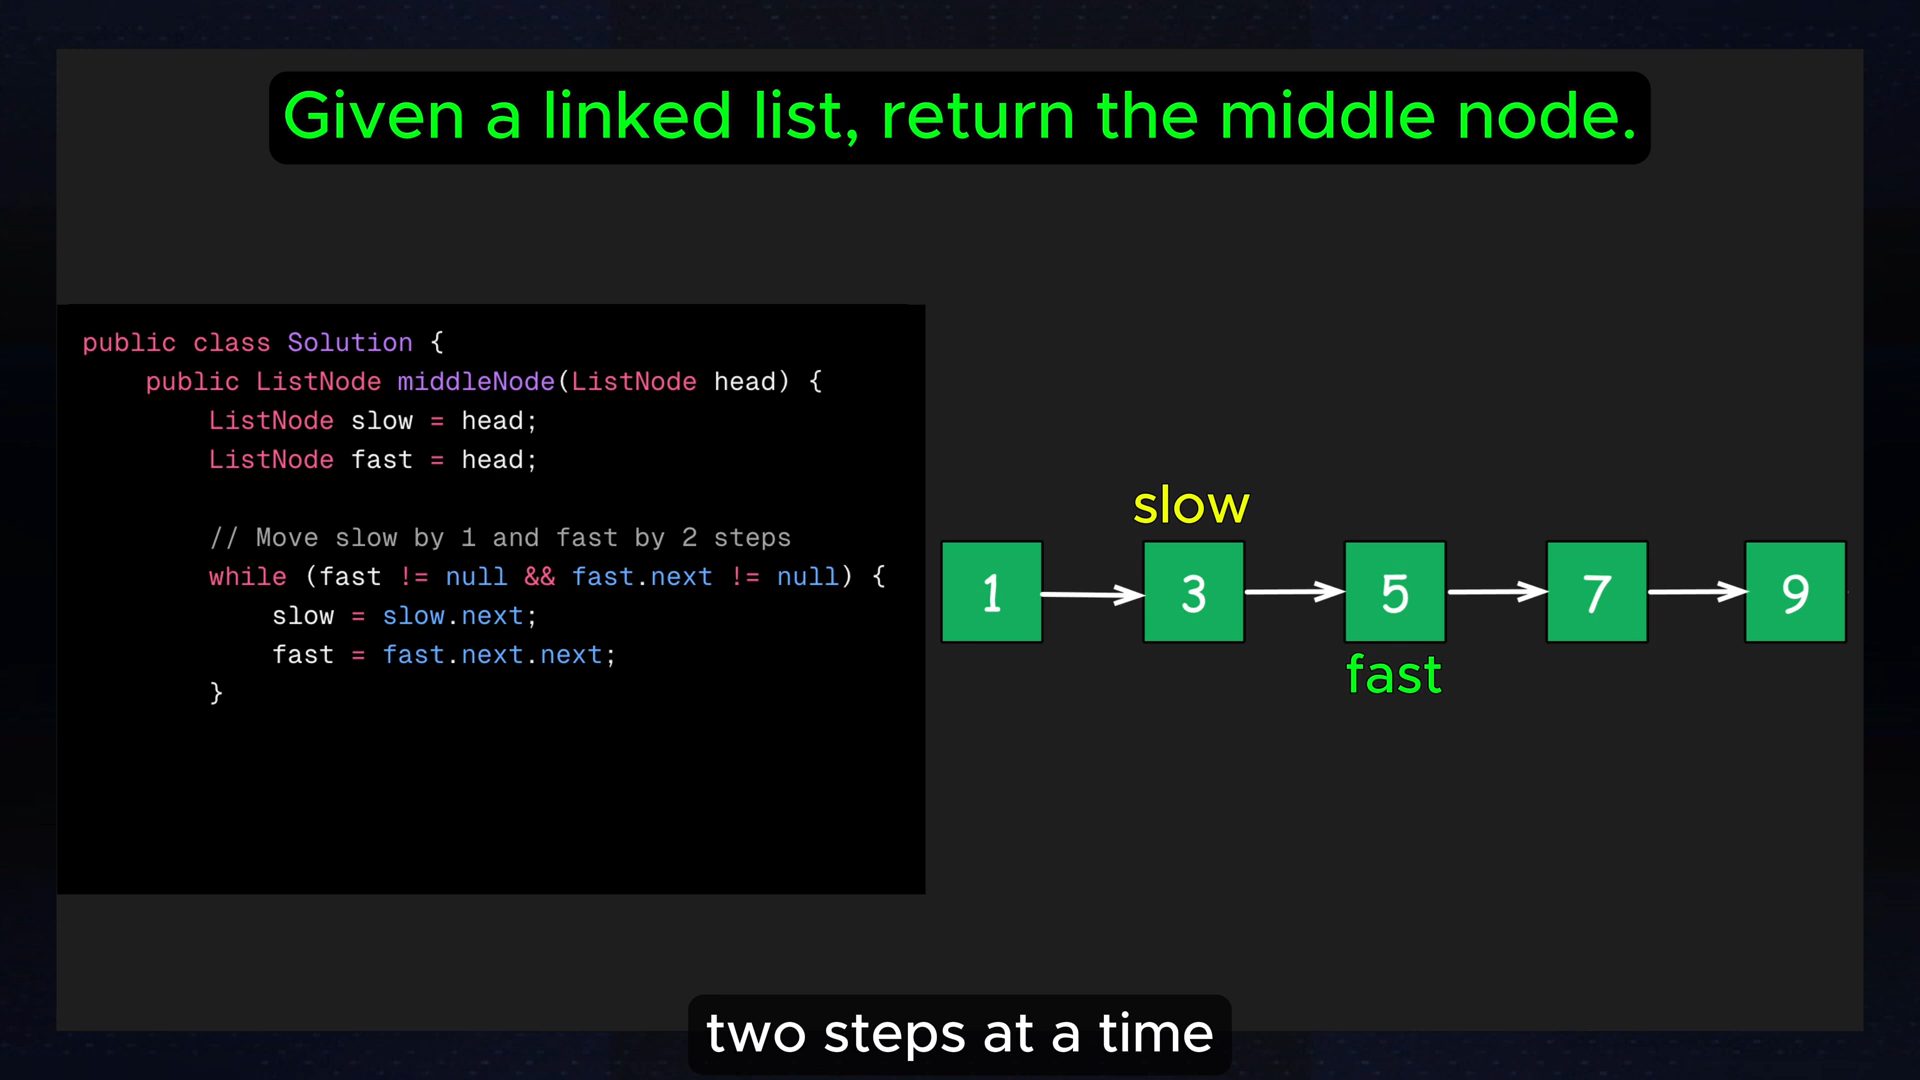 Given a linked list, return the middle node.
public class Solution {
    public ListNode middleNode(ListNode head) {
        ListNode slow = head;
        ListNode fast = head;

        // Move slow by 1 and fast by 2 steps
        while (fast != null && fast.next != null) {
            slow = slow.next;
            fast = fast.next.next;
        }
slow
1 3 5 7 9
fast
two steps at a time